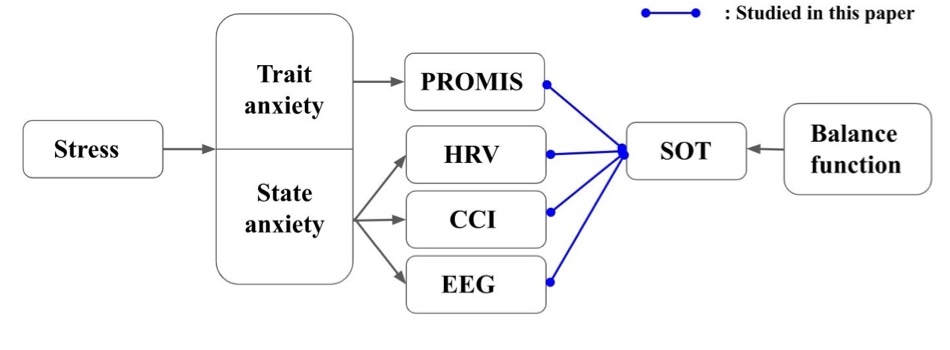 : Studied in this paper
Trait
anxiety
PROMIS
Stress
HRV
SOT
Balance
function
State
anxiety
CCI
EEG